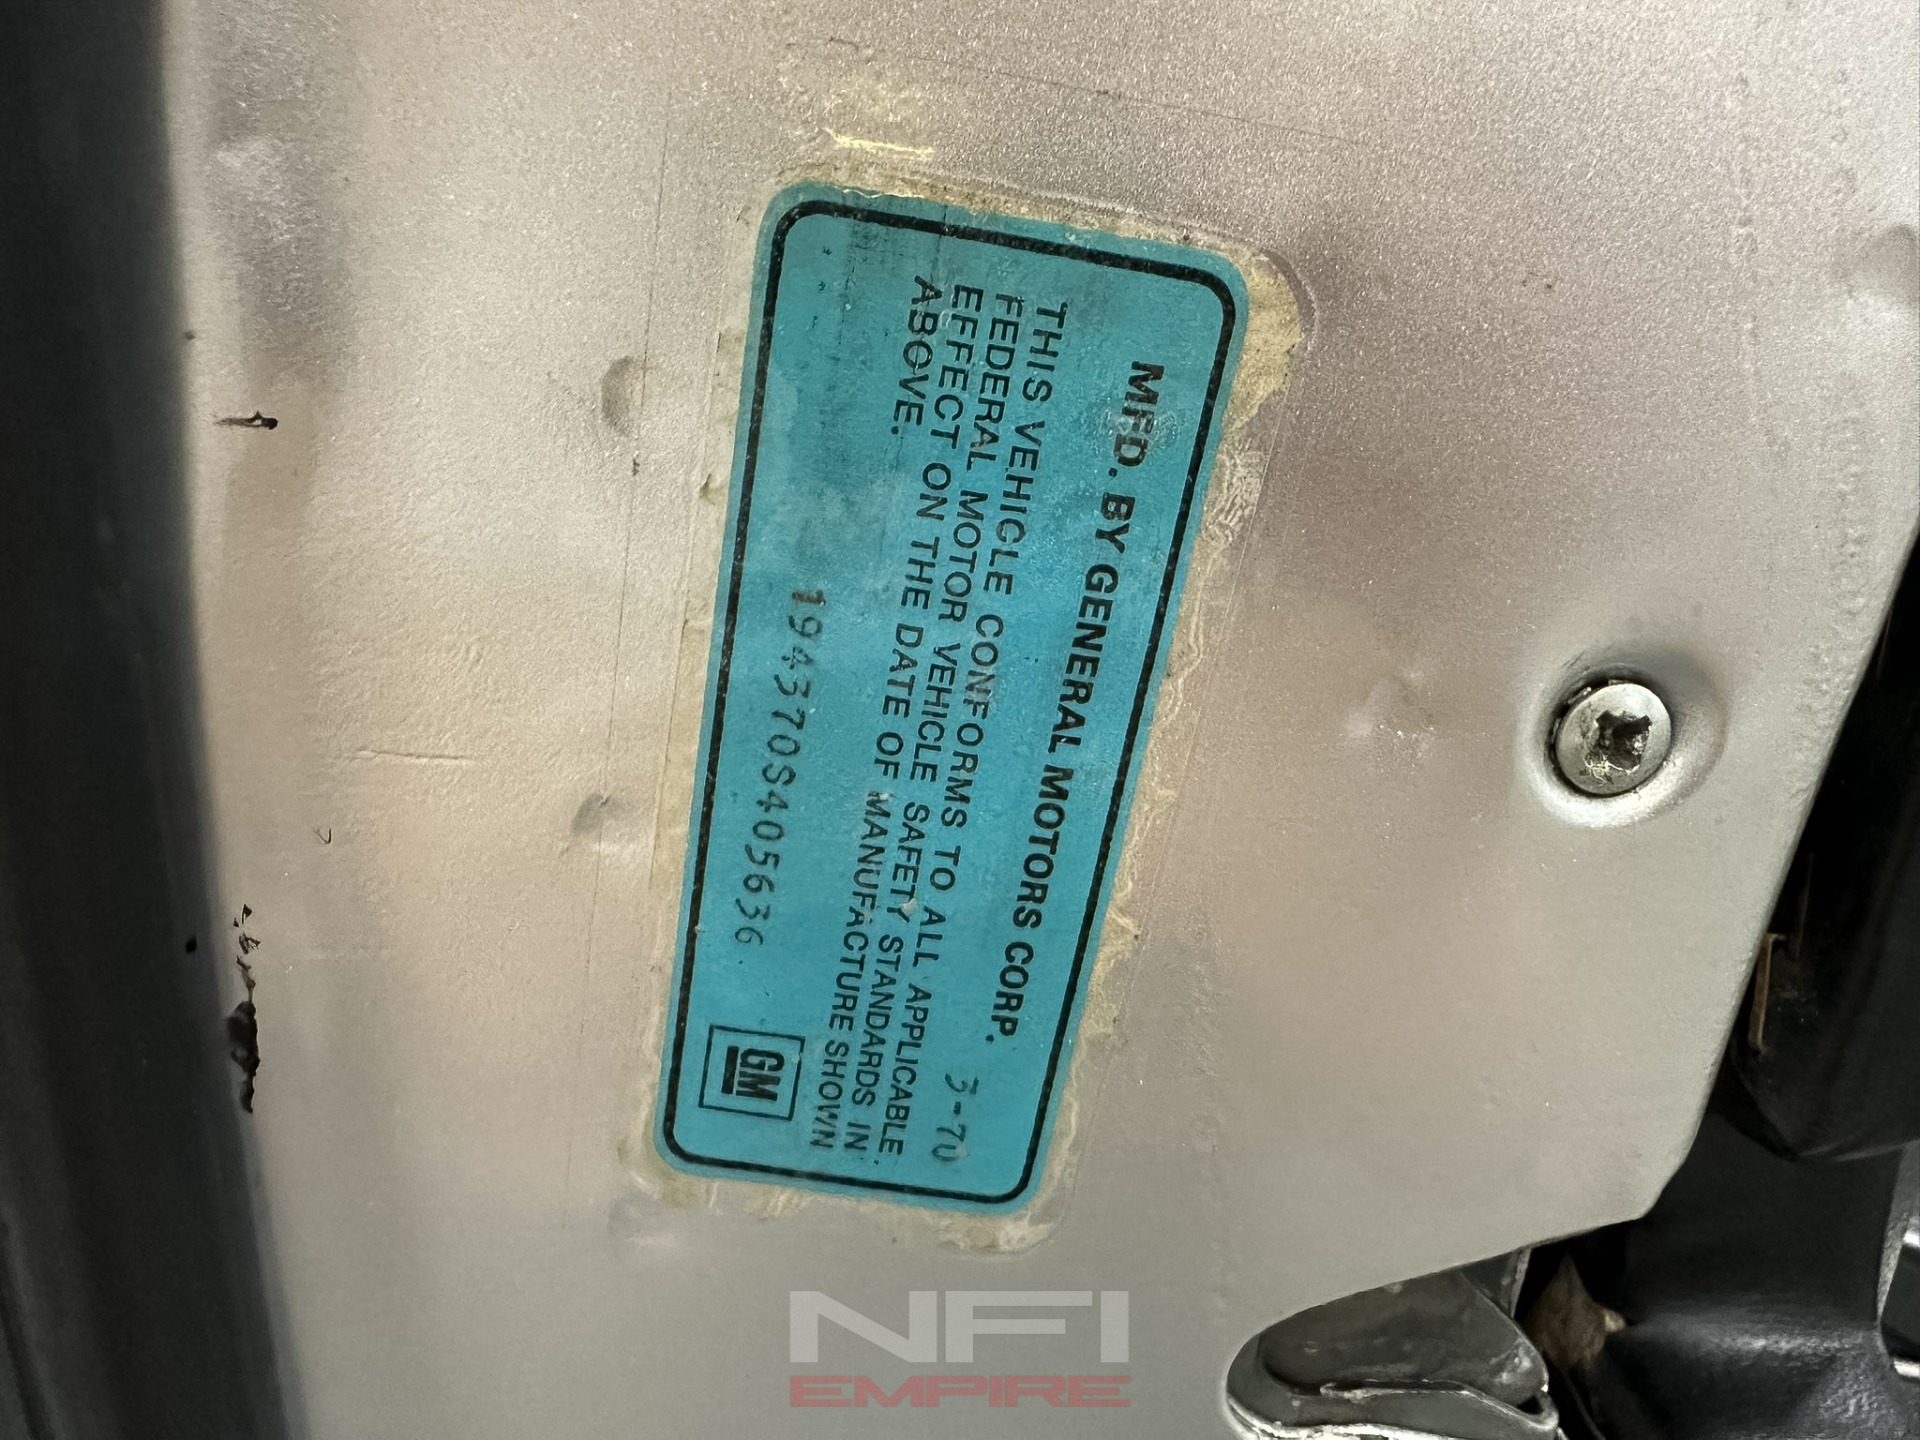 MFD. BY GENERAL MOTORS CORP.
3-70
THIS VEHICLE CONFORMS TO ALL APPLICABLE
FEDERAL MOTOR VEHICLE SAFETY STANDARDS IN
EFFECT ON THE DATE OF MANUFACTURE SHOWN
ABOVE.
194370S405636
GM
NFI
EMPIRE